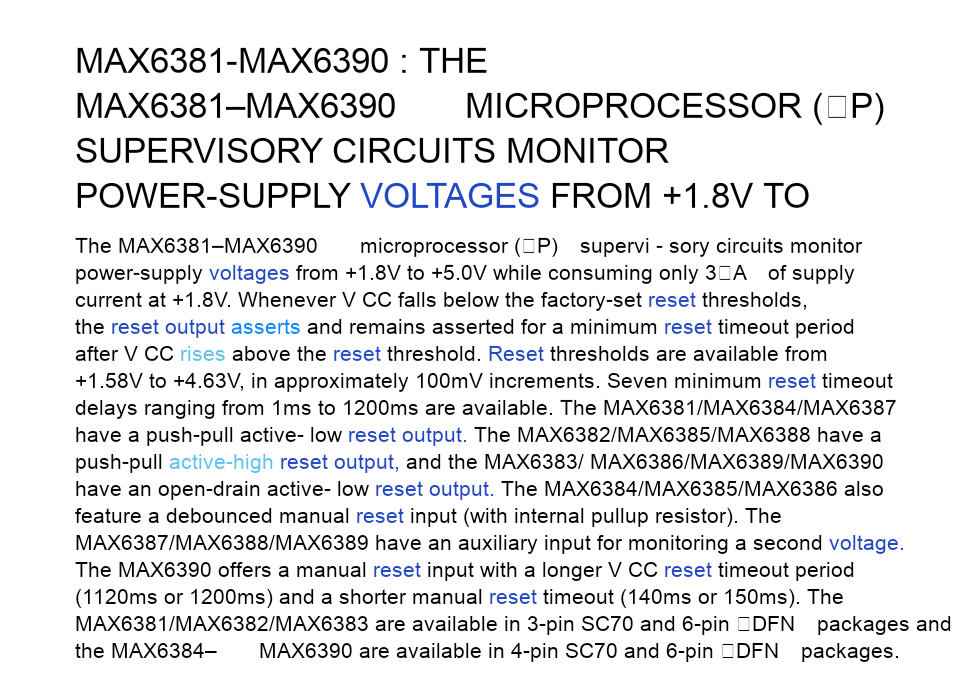 MAX6381-MAX6390 : THE
MAX6381–MAX6390 MICROPROCESSOR (□P)
SUPERVISORY CIRCUITS MONITOR
POWER-SUPPLY VOLTAGES FROM +1.8V TO
The MAX6381–MAX6390 microprocessor (□P) supervi - sory circuits monitor
power-supply voltages from +1.8V to +5.0V while consuming only 3□A of supply
current at +1.8V. Whenever V CC falls below the factory-set reset thresholds,
the reset output asserts and remains asserted for a minimum reset timeout period
after V CC rises above the reset threshold. Reset thresholds are available from
+1.58V to +4.63V, in approximately 100mV increments. Seven minimum reset timeout
delays ranging from 1ms to 1200ms are available. The MAX6381/MAX6384/MAX6387
have a push-pull active- low reset output. The MAX6382/MAX6385/MAX6388 have a
push-pull active-high reset output, and the MAX6383/ MAX6386/MAX6389/MAX6390
have an open-drain active- low reset output. The MAX6384/MAX6385/MAX6386 also
feature a debounced manual reset input (with internal pullup resistor). The
MAX6387/MAX6388/MAX6389 have an auxiliary input for monitoring a second voltage.
The MAX6390 offers a manual reset input with a longer V CC reset timeout period
(1120ms or 1200ms) and a shorter manual reset timeout (140ms or 150ms). The
MAX6381/MAX6382/MAX6383 are available in 3-pin SC70 and 6-pin □DFN packages and
the MAX6384– MAX6390 are available in 4-pin SC70 and 6-pin □DFN packages.